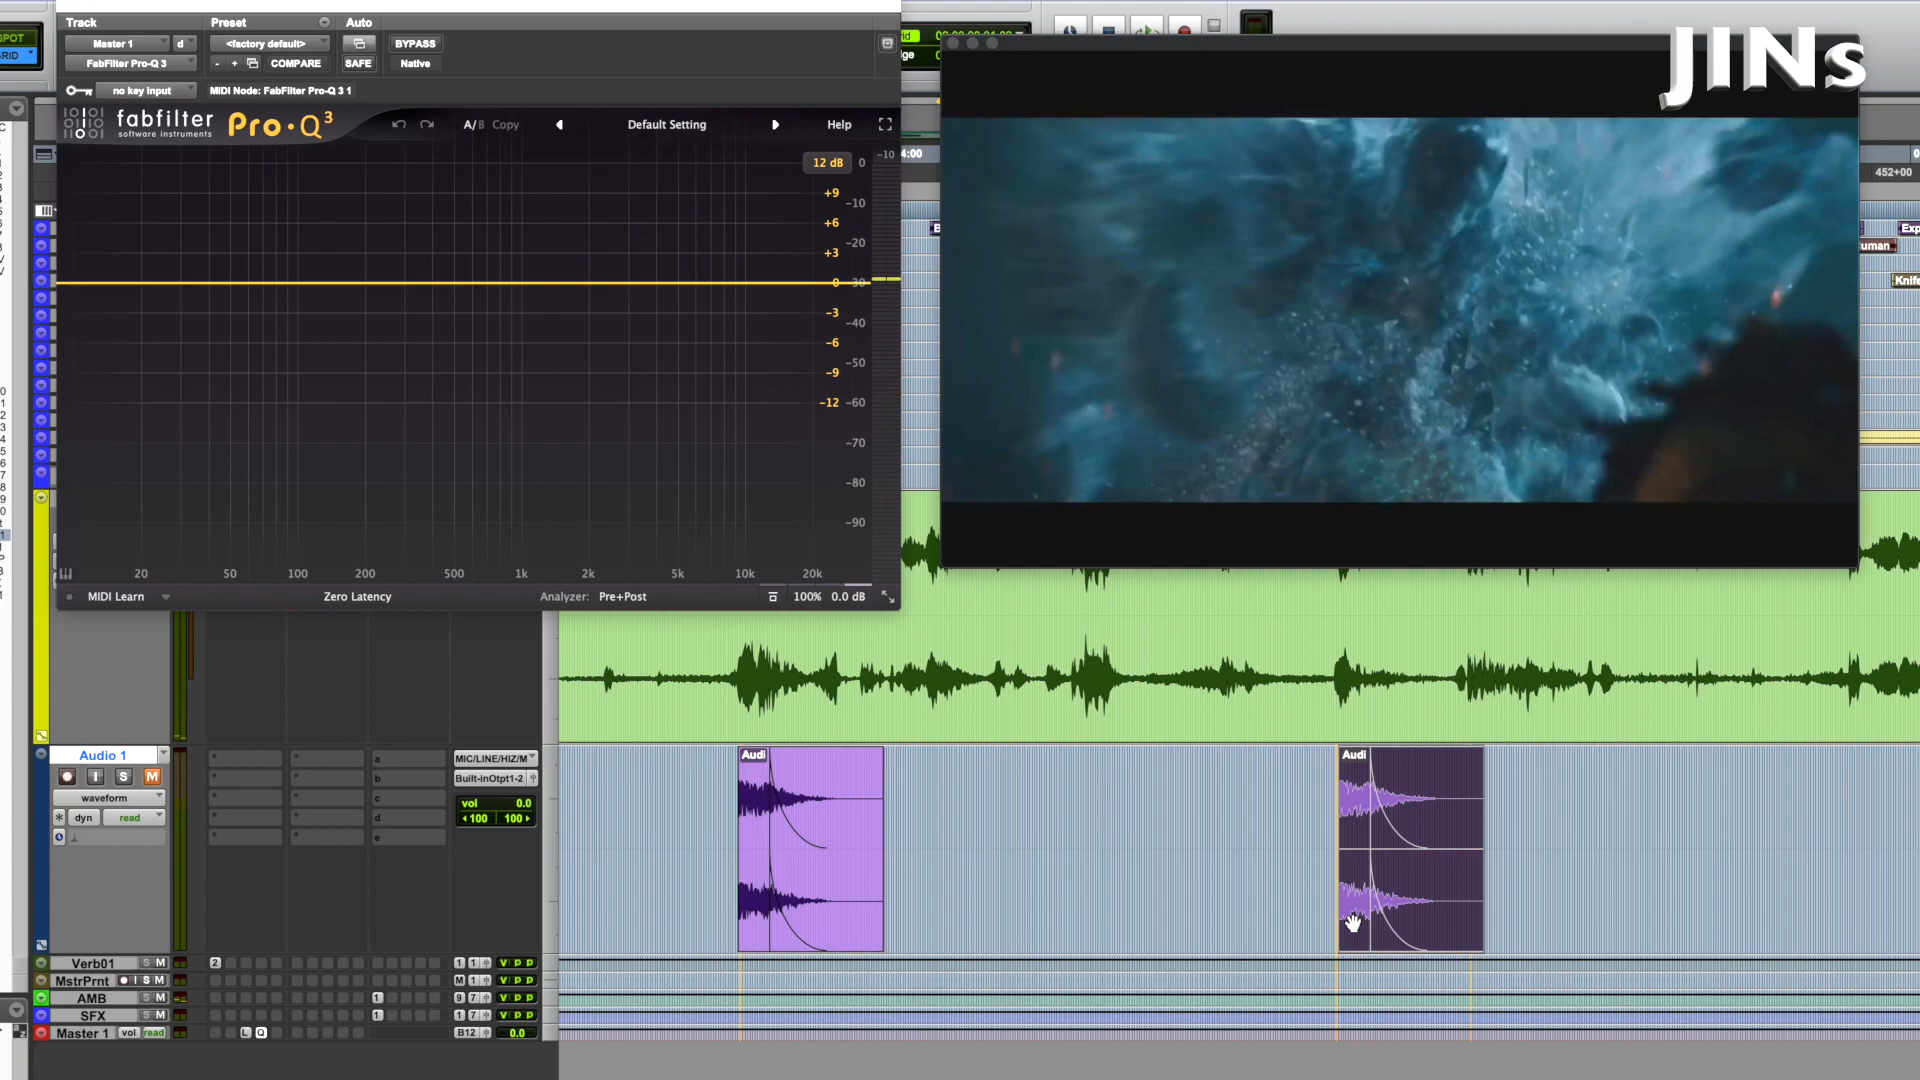 Track
Preset
Auto
Master 1
d
<factory default>
BYPASS
FabFilter Pro-Q 3
- +
COMPARE
SAFE
Native
no key input
MIDI Node: FabFilter Pro-Q 3 1
fabfilter
software instruments
Pro·Q3
A/B Copy
Default Setting
Help
12 dB
0
-10
+9
-10
+6
-20
+3
0
-30
-3
-40
-6
-9
-50
-12
-60
-70
-80
-90
20
50
100
200
500
1k
2k
5k
10k
20k
MIDI Learn
Zero Latency
Analyzer: Pre+Post
100%
0.0 dB
SPOT
GRID
4:00
JINs
452+00
Exp
uman
Knife
Audio 1
I
S
M
waveform
dyn
read
a
b
c
d
e
MIC/LINE/HIZ/M
Built-inOtpt1-2
vol
0.0
100
100
Audi
Audi
Verb01
S M
2
1 1
V P P
MstrPrnt
I S M
M 1
V P P
AMB
S M
1
9 7
V P P
SFX
S M
1
1 7
V P P
Master 1
vol
read
L
Q
B12
0.0